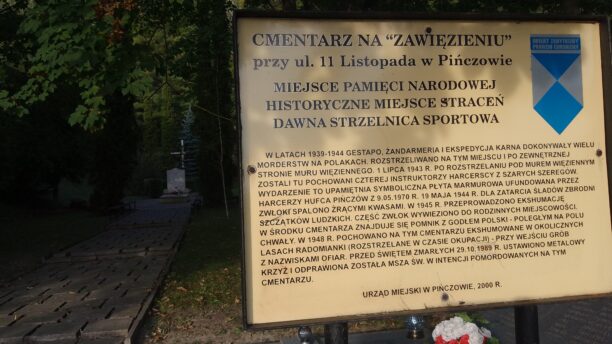 CMENTARZ NA "ZAWIĘZIENIU"
przy ul. 11 Listopada w Pińczowie
MIEJSCE PAMIĘCI NARODOWEJ
HISTORYCZNE MIEJSCE STRACEŃ
DAWNA STRZELNICA SPORTOWA
OBIEKT ZABYTKOWY
PRAWEM CHRONIONY
W LATACH 1939-1944 GESTAPO, ŻANDARMERIA I EKSPEDYCJA KARNA DOKONYWAŁY WIELU
MORDERSTW NA POLAKACH. ROZSTRZELIWANO NA TYM MIEJSCU I PO ZEWNĘTRZNEJ
STRONIE MURU WIĘZIENNEGO. 1 LIPCA 1943 R. PO ROZSTRZELANIU POD MUREM WIĘZIENNYM
ZOSTALI TU POCHOWANI CZTEREJ INSTRUKTORZY HARCERSCY Z SZARYCH SZEREGÓW.
WYDARZENIE TO UPAMIĘTNIA SYMBOLICZNA PŁYTA MARMUROWA UFUNDOWANA PRZEZ
HARCERZY HUFCA PIŃCZÓW Z 9.05.1970 R. 19 MAJA 1944 R. DLA ZATARCIA ŚLADÓW ZBRODNI
ZWŁOKI SPALONO ŻRĄCYMI KWASAMI. W 1945 R. PRZEPROWADZONO EKSHUMACJĘ
SZCZĄTKÓW LUDZKICH. CZĘŚĆ ZWŁOK WYWIEZIONO DO RODZINNYCH MIEJSCOWOŚCI.
W ŚRODKU CMENTARZA ZNAJDUJE SIĘ POMNIK Z GODŁEM POLSKI - POLEGŁYM NA POLU
CHWAŁY. W 1948 R. POCHOWANO NA TYM CMENTARZU EKSHUMOWANE W OKOLICZNYCH
LASACH RADOMIANKI (ROZSTRZELANE W CZASIE OKUPACJI) - PRZY WEJŚCIU GRÓB
Z NAZWISKAMI OFIAR. PRZED ŚWIĘTEM ZMARŁYCH 29.10.1989 R. USTAWIONO METALOWY
KRZYŻ I ODPRAWIONA ZOSTAŁA MSZA ŚW. W INTENCJI POMORDOWANYCH NA TYM
CMENTARZU.
URZĄD MIEJSKI W PIŃCZOWIE, 2000 R.